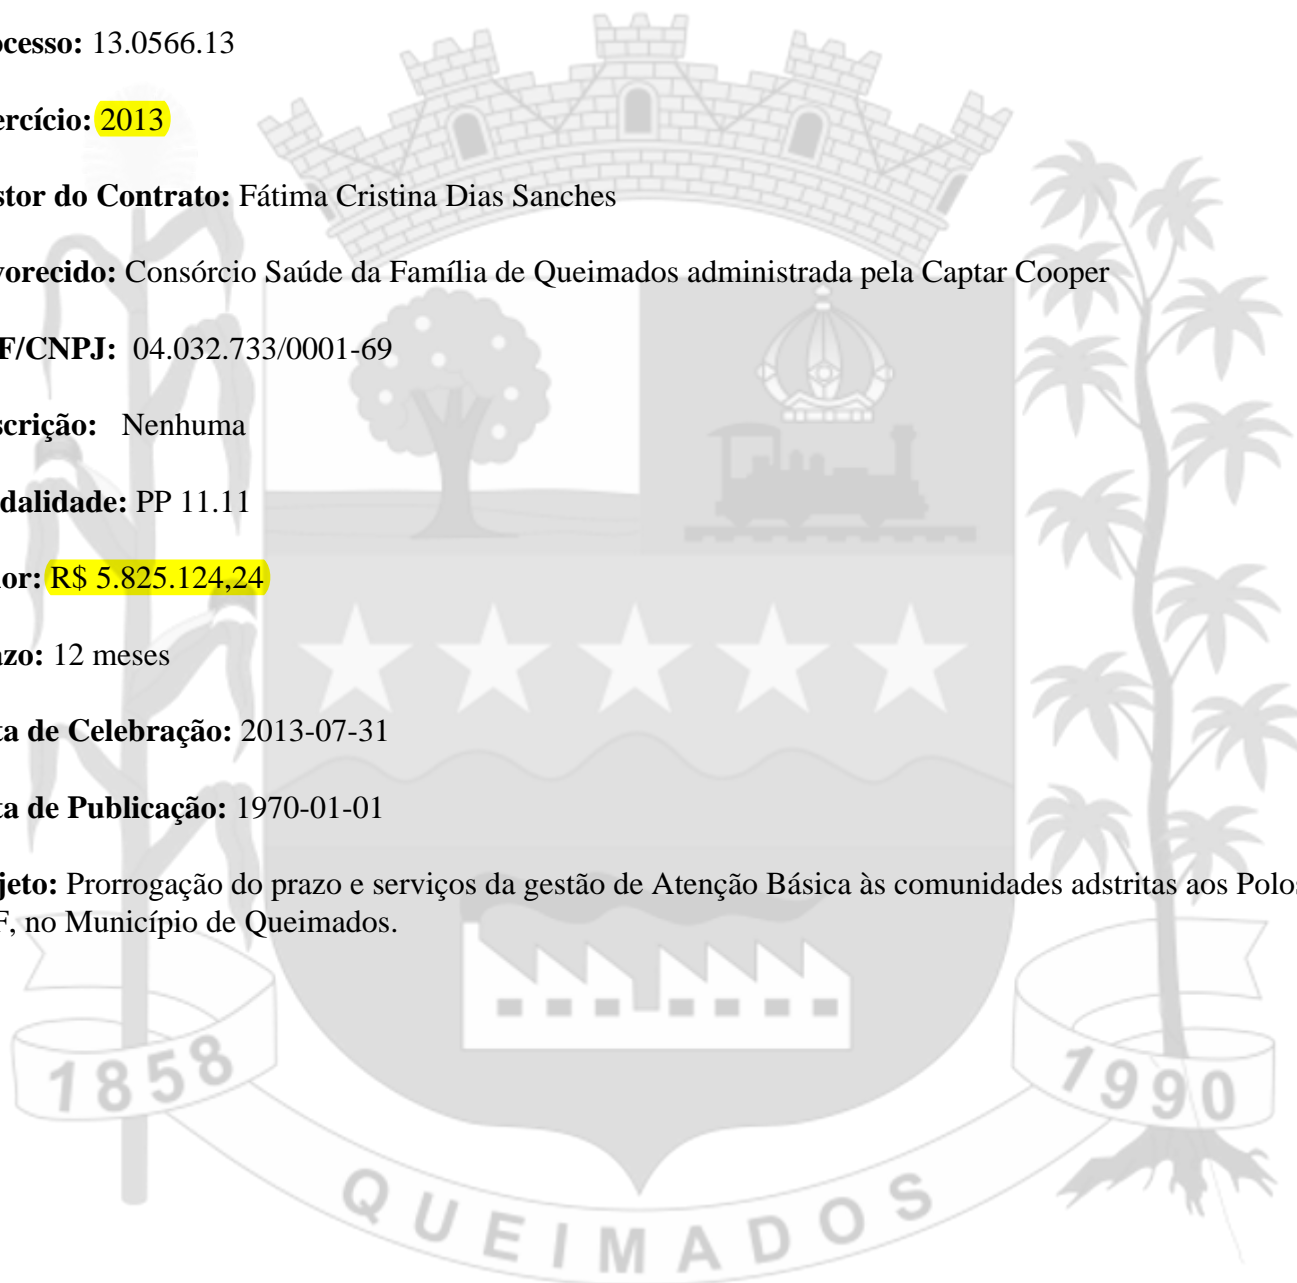 ocesso: 13.0566.13
ercício: 2013
stor do Contrato: Fátima Cristina Dias Sanches
vorecido: Consórcio Saúde da Família de Queimados administrada pela Captar Cooper
F/CNPJ: 04.032.733/0001-69
scrição: Nenhuma
dalidade: PP 11.11
lor: R$ 5.825.124,24
azo: 12 meses
ta de Celebração: 2013-07-31
ta de Publicação: 1970-01-01
jeto: Prorrogação do prazo e serviços da gestão de Atenção Básica às comunidades adstritas aos Polos
F, no Município de Queimados.
1858
1990
QUEIMADOS